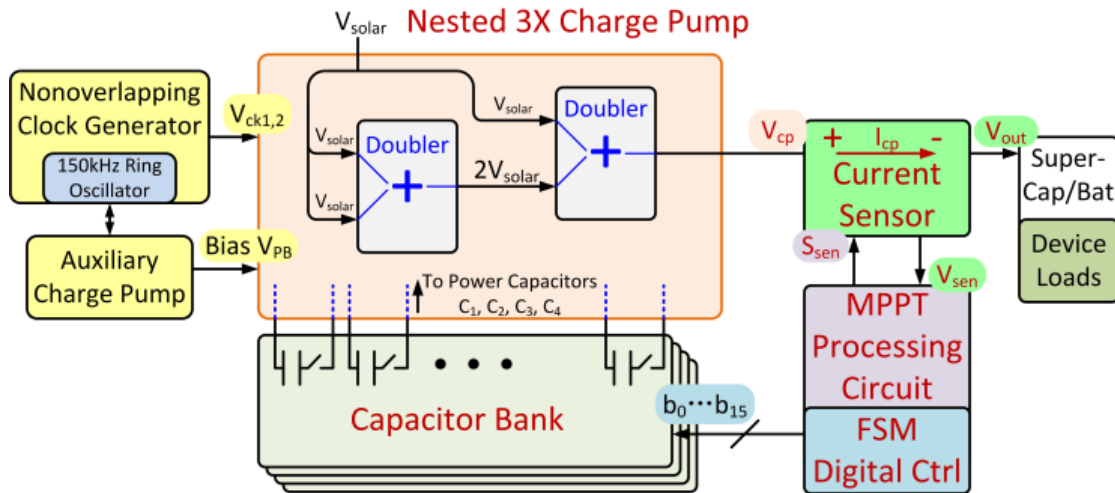 Nested 3X Charge Pump
V_solar
Nonoverlapping
Clock Generator
150kHz Ring
Oscillator
V_ck1,2
Auxiliary
Charge Pump
Bias V_PB
V_solar
V_solar
Doubler
+
2V_solar
V_solar
Doubler
+
To Power Capacitors
C_1, C_2, C_3, C_4
Capacitor Bank
b_0···b_15
V_cp
+ I_cp -
Current
Sensor
V_out
Super-
Cap/Bat
Device
Loads
S_sen
V_sen
MPPT
Processing
Circuit
FSM
Digital Ctrl